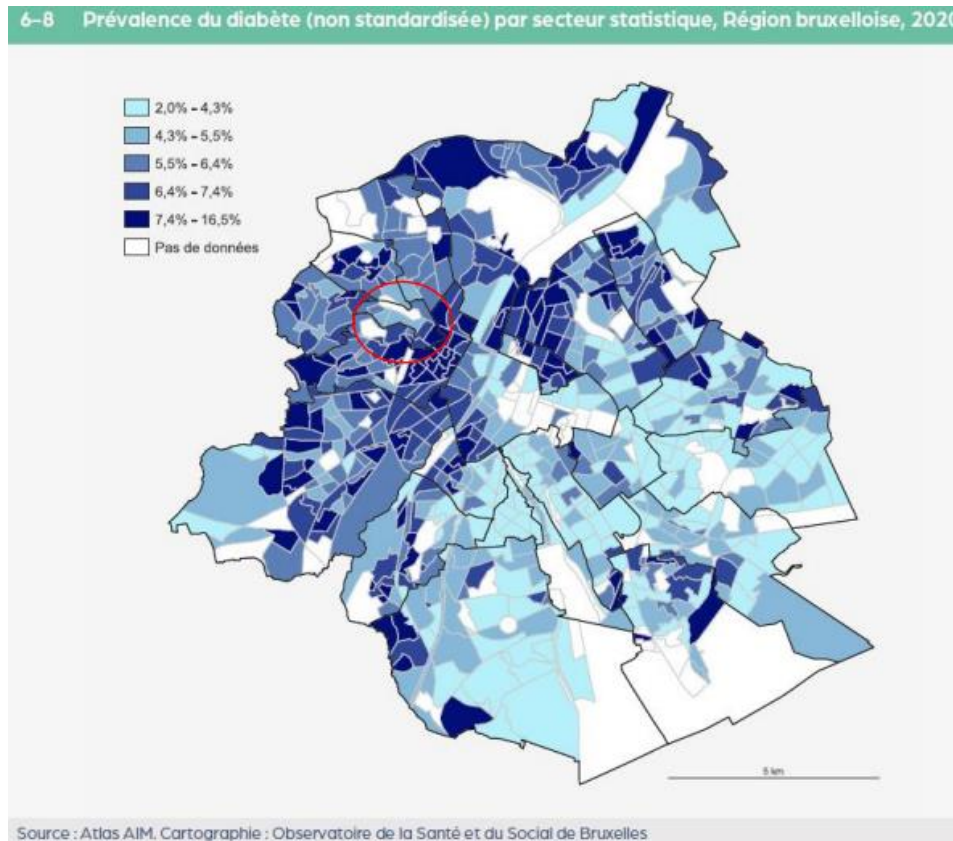 6-8 Prévalence du diabète (non standardisée) par secteur statistique, Région bruxelloise, 2020
2,0% - 4,3%
4,3% - 5,5%
5,5% - 6,4%
6,4% - 7,4%
7,4% - 16,5%
Pas de données
5 km
Source : Atlas AIM. Cartographie : Observatoire de la Santé et du Social de Bruxelles